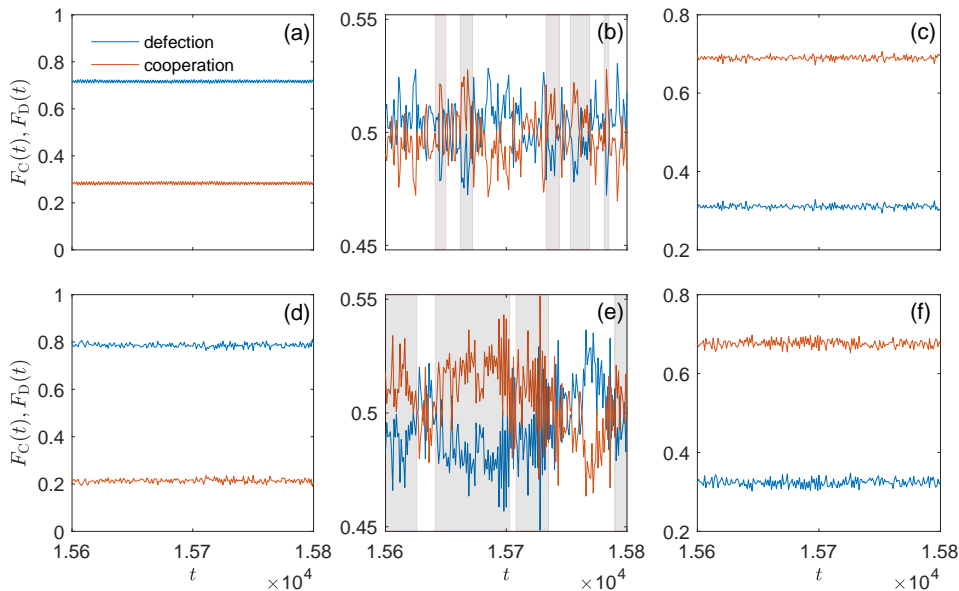 (a)
defection
cooperation
F_C(t), F_D(t)
1
0.8
0.6
0.4
0.2
0
(b)
0.55
0.5
0.45
(c)
0.8
0.6
0.4
0.2
(d)
F_C(t), F_D(t)
1
0.8
0.6
0.4
0.2
0
1.56 1.57 1.58
t ×10^4
(e)
0.55
0.5
0.45
1.56 1.57 1.58
t ×10^4
(f)
0.8
0.6
0.4
0.2
1.56 1.57 1.58
t ×10^4